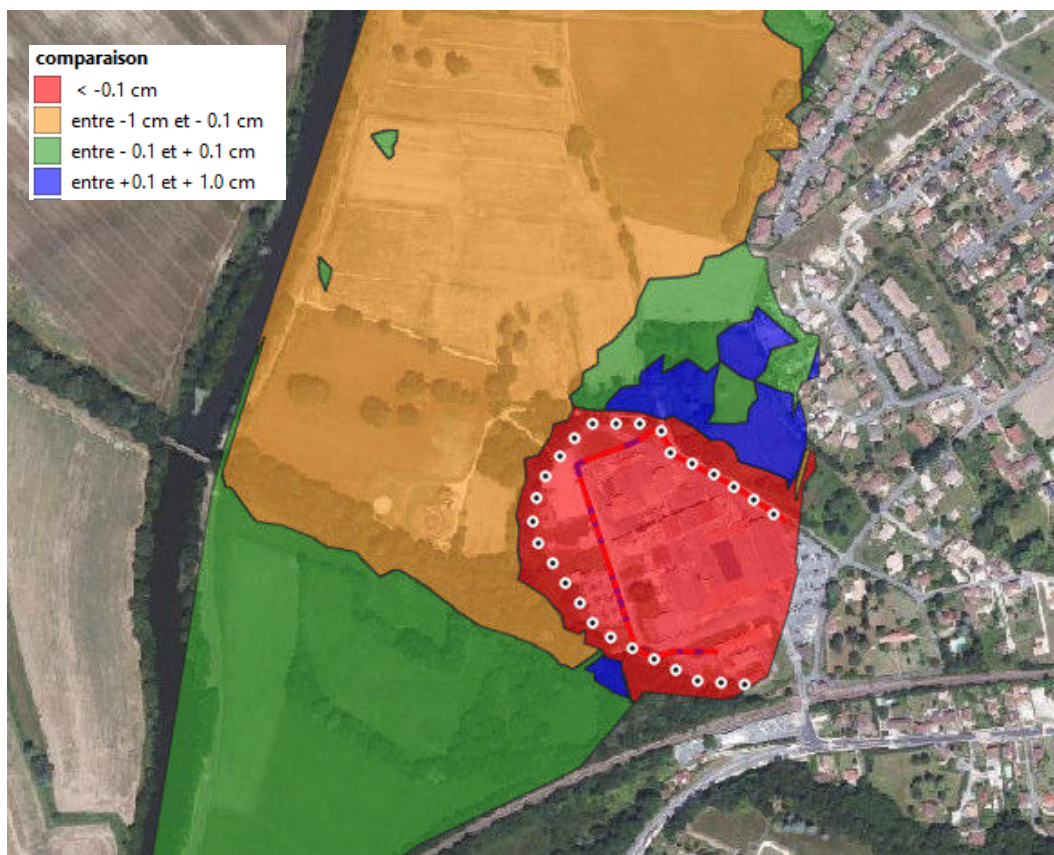 comparaison
< -0.1 cm
entre -1 cm et - 0.1 cm
entre - 0.1 et + 0.1 cm
entre +0.1 et + 1.0 cm